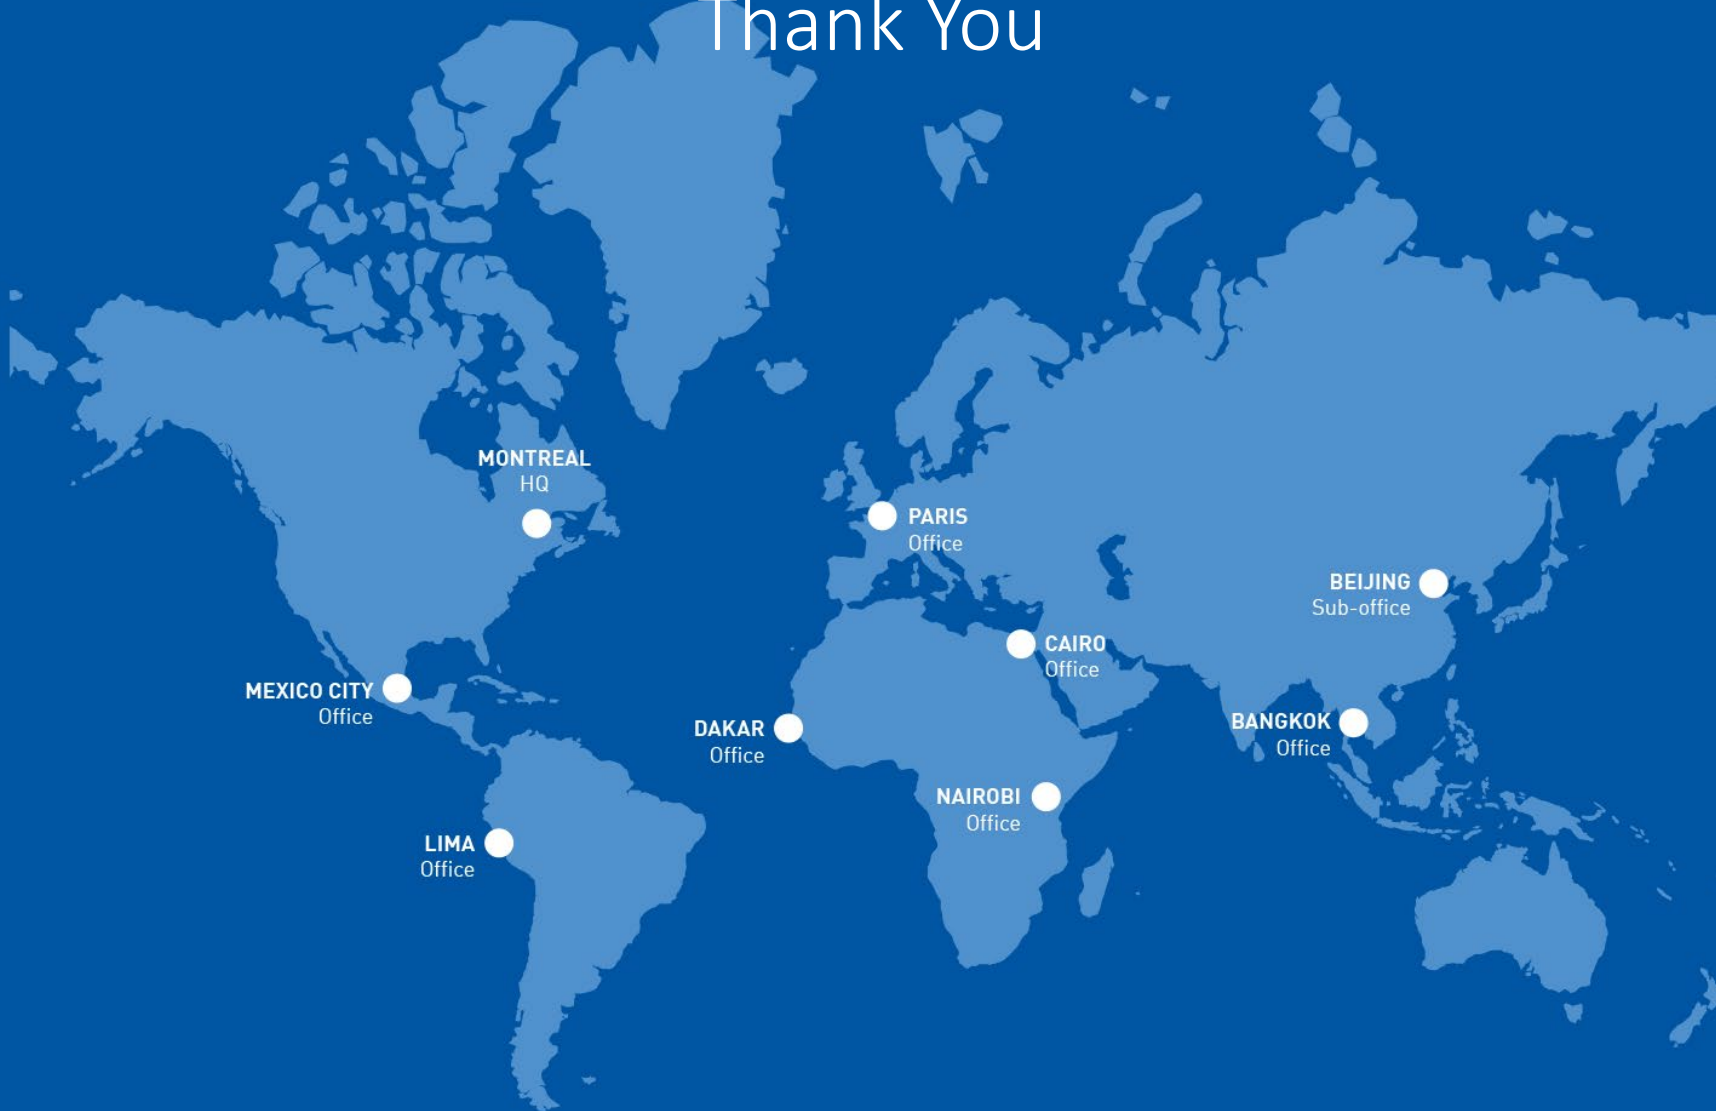 Thank You
MONTREAL
HQ
PARIS
Office
BEIJING
Sub-office
CAIRO
Office
MEXICO CITY
Office
DAKAR
Office
BANGKOK
Office
NAIROBI
Office
LIMA
Office